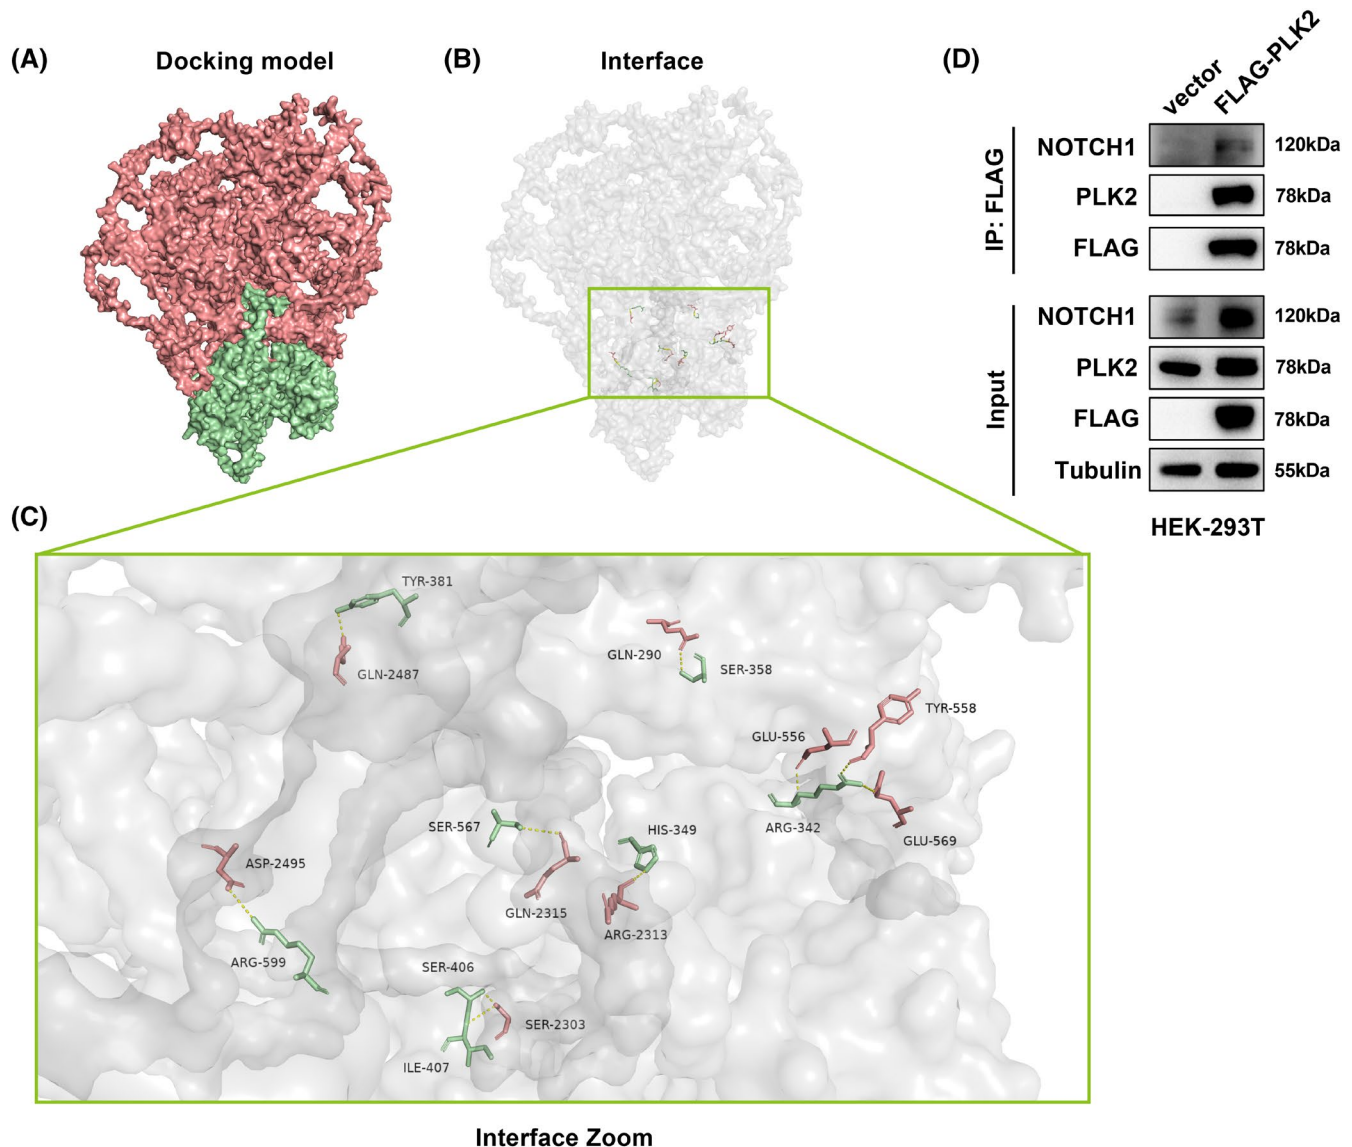 (A)
Docking model
(B)
Interface
(D)
vector
FLAG-PLK2
IP: FLAG
NOTCH1
120kDa
PLK2
78kDa
FLAG
78kDa
Input
NOTCH1
120kDa
PLK2
78kDa
FLAG
78kDa
Tubulin
55kDa
HEK-293T
(C)
TYR-381
GLN-2487
GLN-290
SER-358
TYR-558
GLU-556
ARG-342
GLU-569
SER-567
HIS-349
GLN-2315
ARG-2313
ASP-2495
ARG-599
SER-406
SER-2303
ILE-407
Interface Zoom